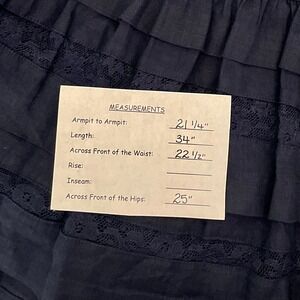 MEASUREMENTS
Armpit to Armpit: 21 1/4"
Length: 34"
Across Front of the Waist: 22 1/2"
Rise:
Inseam:
Across Front of the Hips: 25"